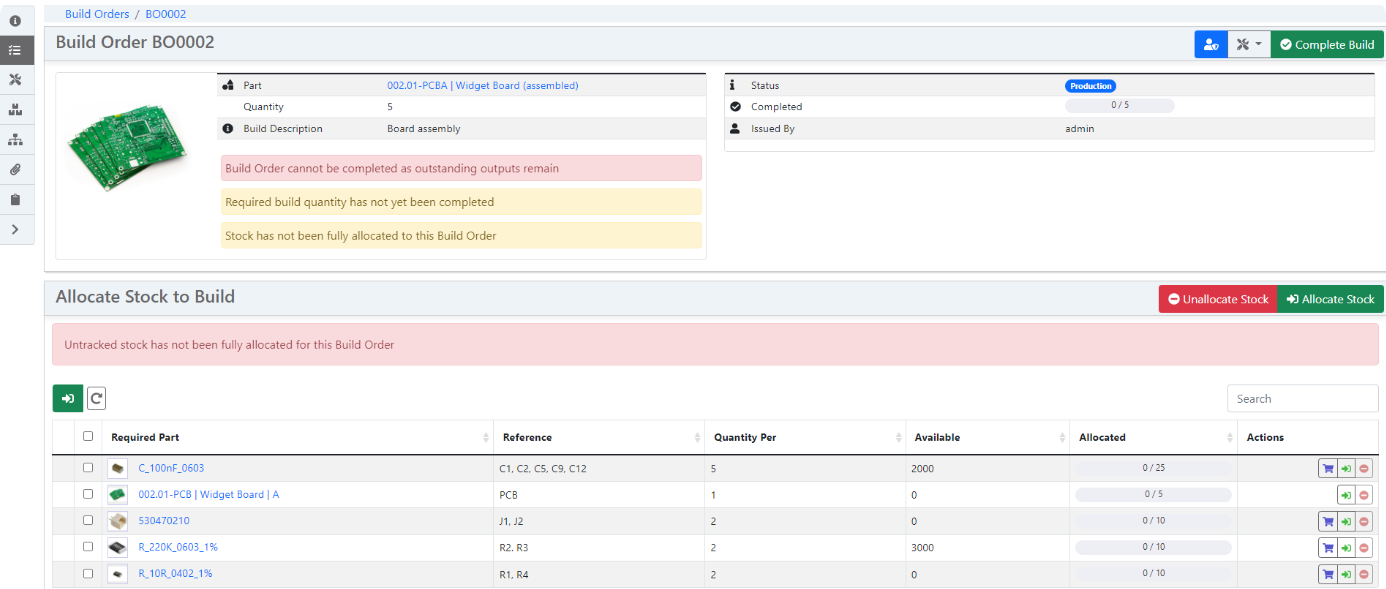 Build Orders / BO0002
Build Order BO0002
Complete Build
Part 002.01-PCBA | Widget Board (assembled)
Quantity 5
Build Description Board assembly
Build Order cannot be completed as outstanding outputs remain
Required build quantity has not yet been completed
Stock has not been fully allocated to this Build Order
Status Production
Completed 0 / 5
Issued By admin
Allocate Stock to Build
Unallocate Stock Allocate Stock
Untracked stock has not been fully allocated for this Build Order
Search
Required Part Reference Quantity Per Available Allocated Actions
C_100nF_0603 C1, C2, C5, C9, C12 5 2000 0 / 25
002.01-PCB | Widget Board | A PCB 1 0 0 / 5
530470210 J1, J2 2 0 0 / 10
R_220K_0603_1% R2, R3 2 3000 0 / 10
R_10R_0402_1% R1, R4 2 0 0 / 10